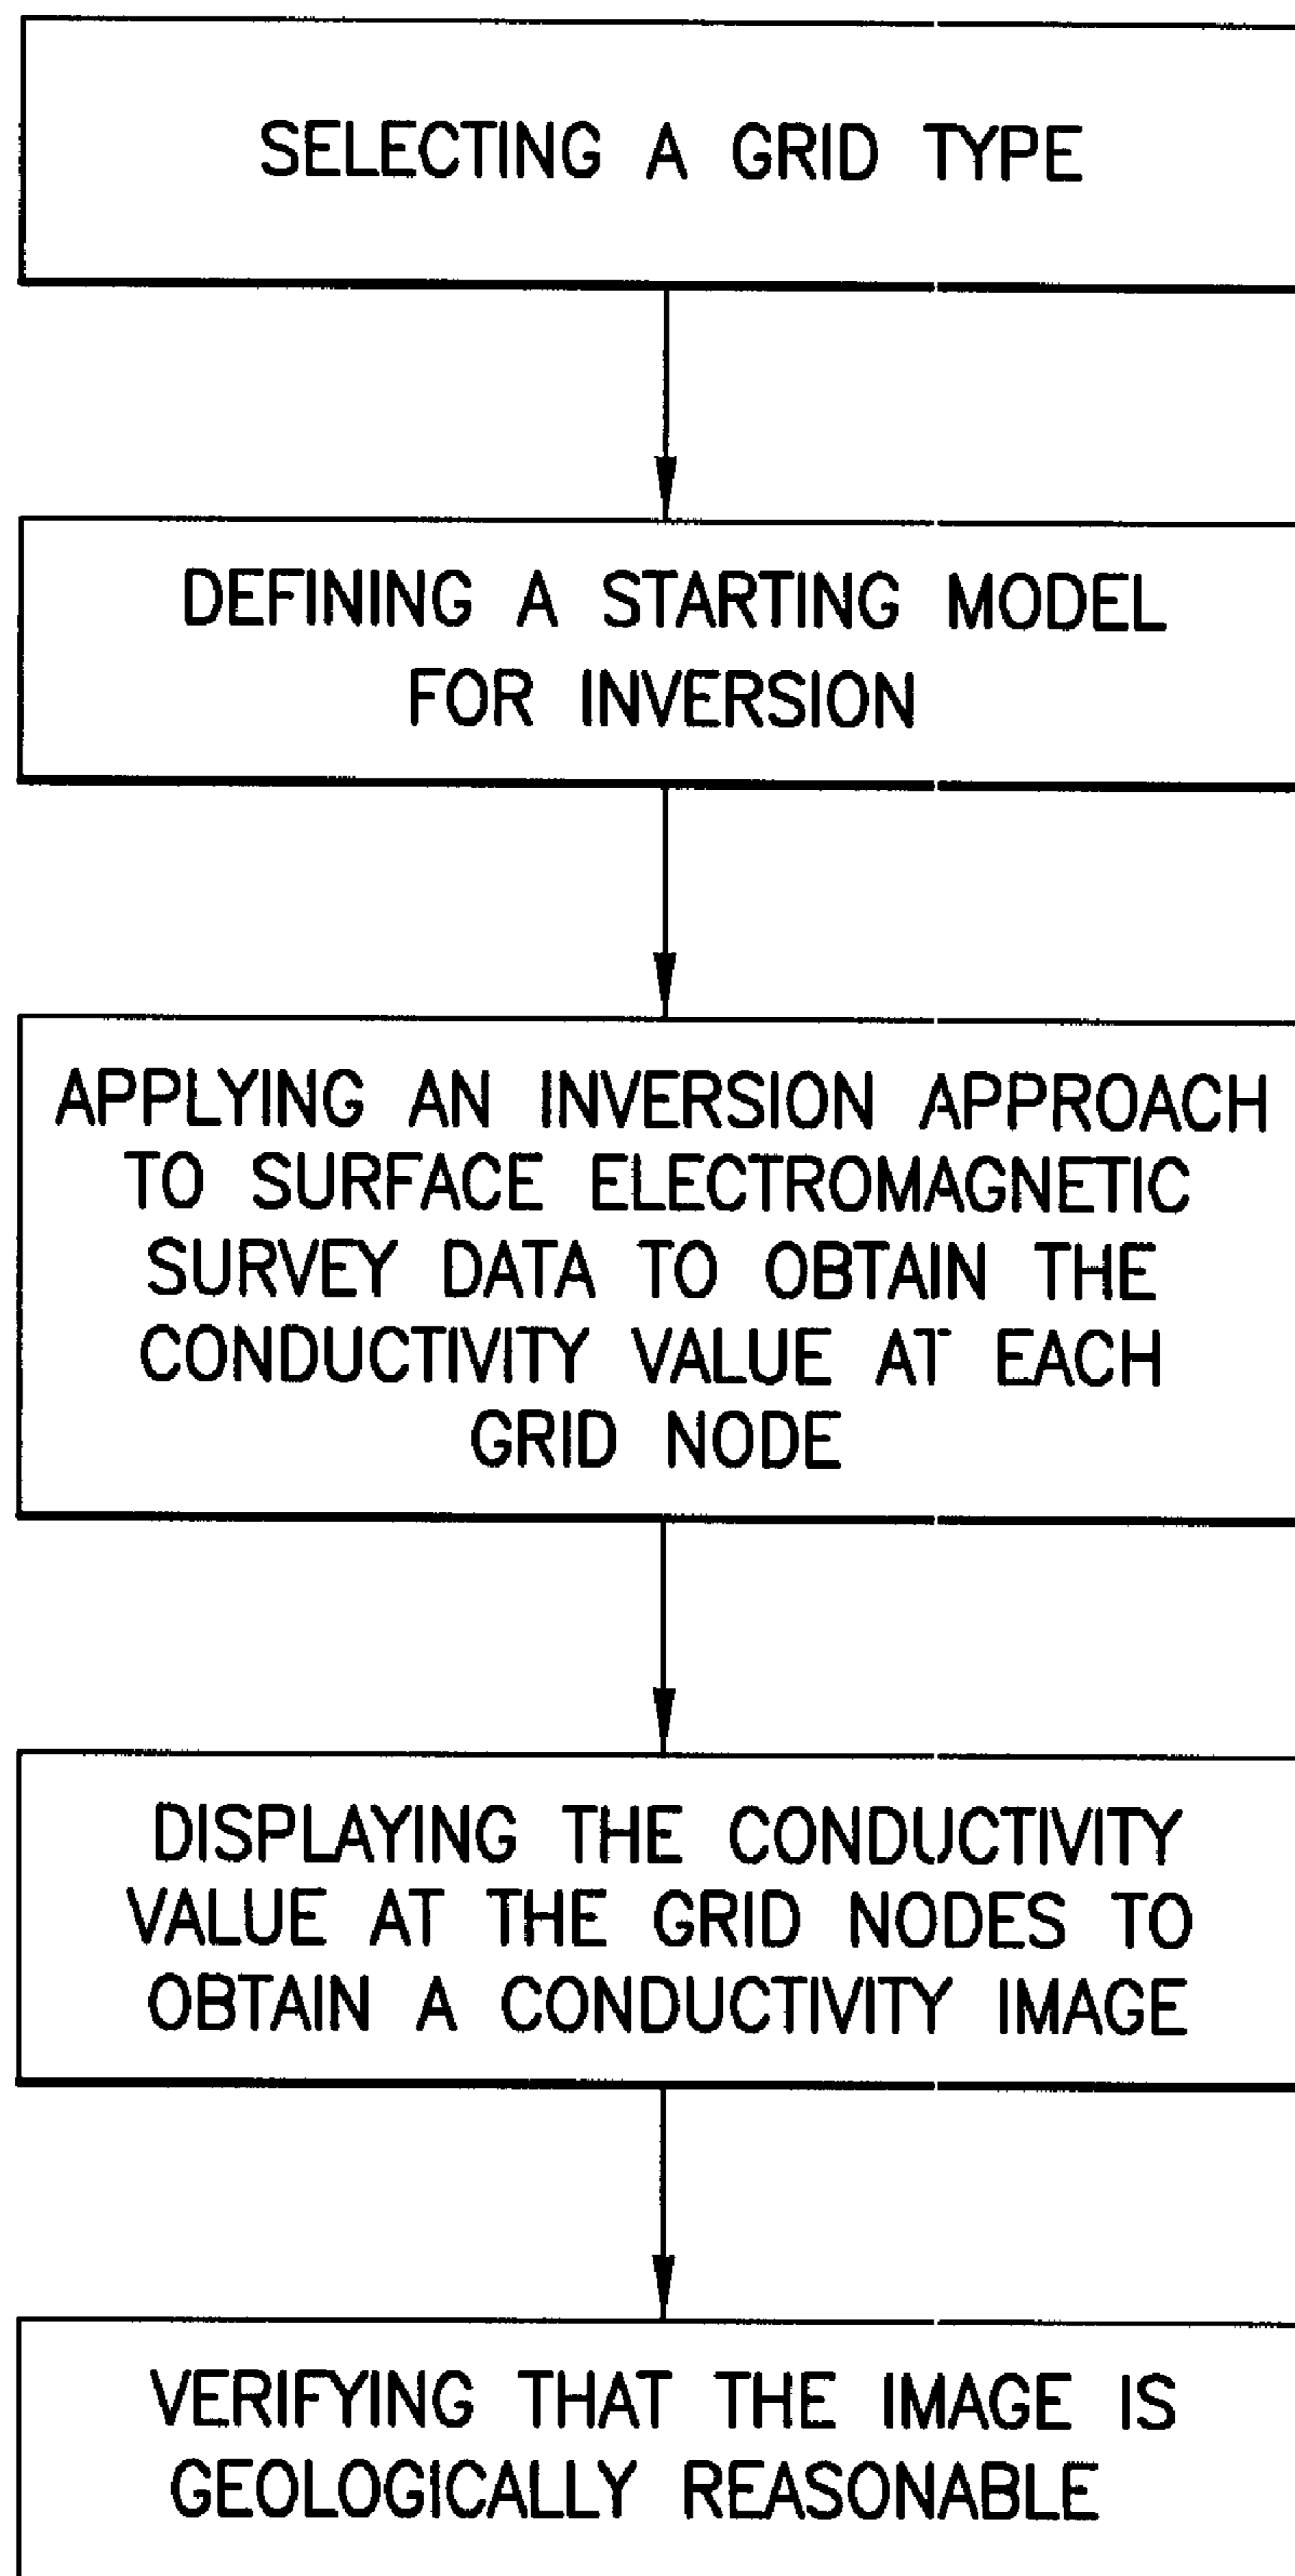 SELECTING A GRID TYPE
DEFINING A STARTING MODEL
FOR INVERSION
APPLYING AN INVERSION APPROACH
TO SURFACE ELECTROMAGNETIC
SURVEY DATA TO OBTAIN THE
CONDUCTIVITY VALUE AT EACH
GRID NODE
DISPLAYING THE CONDUCTIVITY
VALUE AT THE GRID NODES TO
OBTAIN A CONDUCTIVITY IMAGE
VERIFYING THAT THE IMAGE IS
GEOLOGICALLY REASONABLE